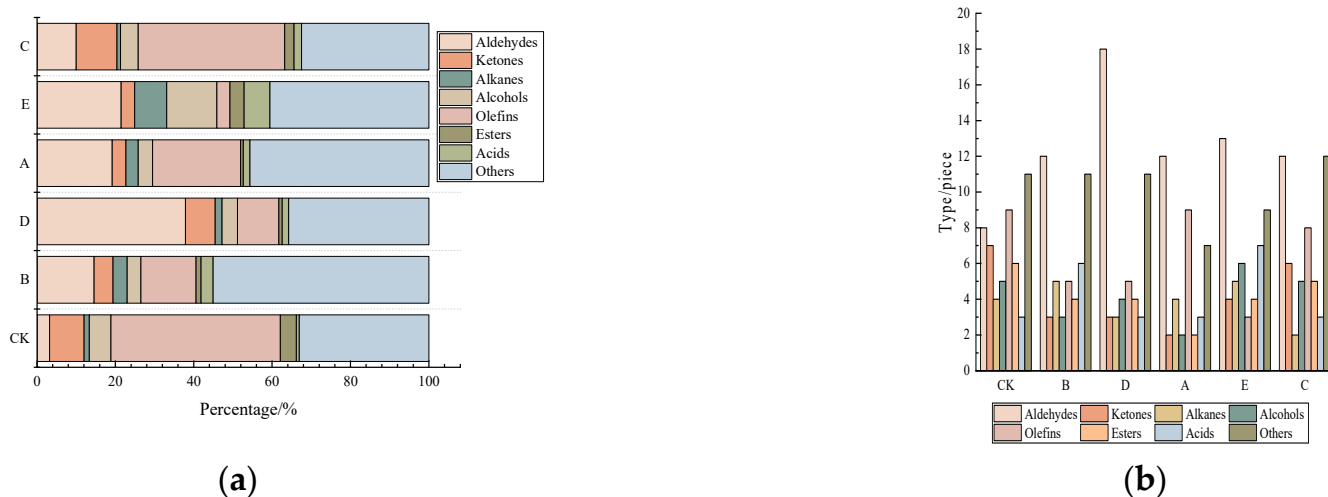 C
E
A
D
B
CK
0 20 40 60 80 100
Percentage/%
Aldehydes
Ketones
Alkanes
Alcohols
Olefins
Esters
Acids
Others
(a)
20
18
16
14
12
10
8
6
4
2
0
Type/piece
CK B D A E C
Aldehydes Ketones Alkanes Alcohols
Olefins Esters Acids Others
(b)